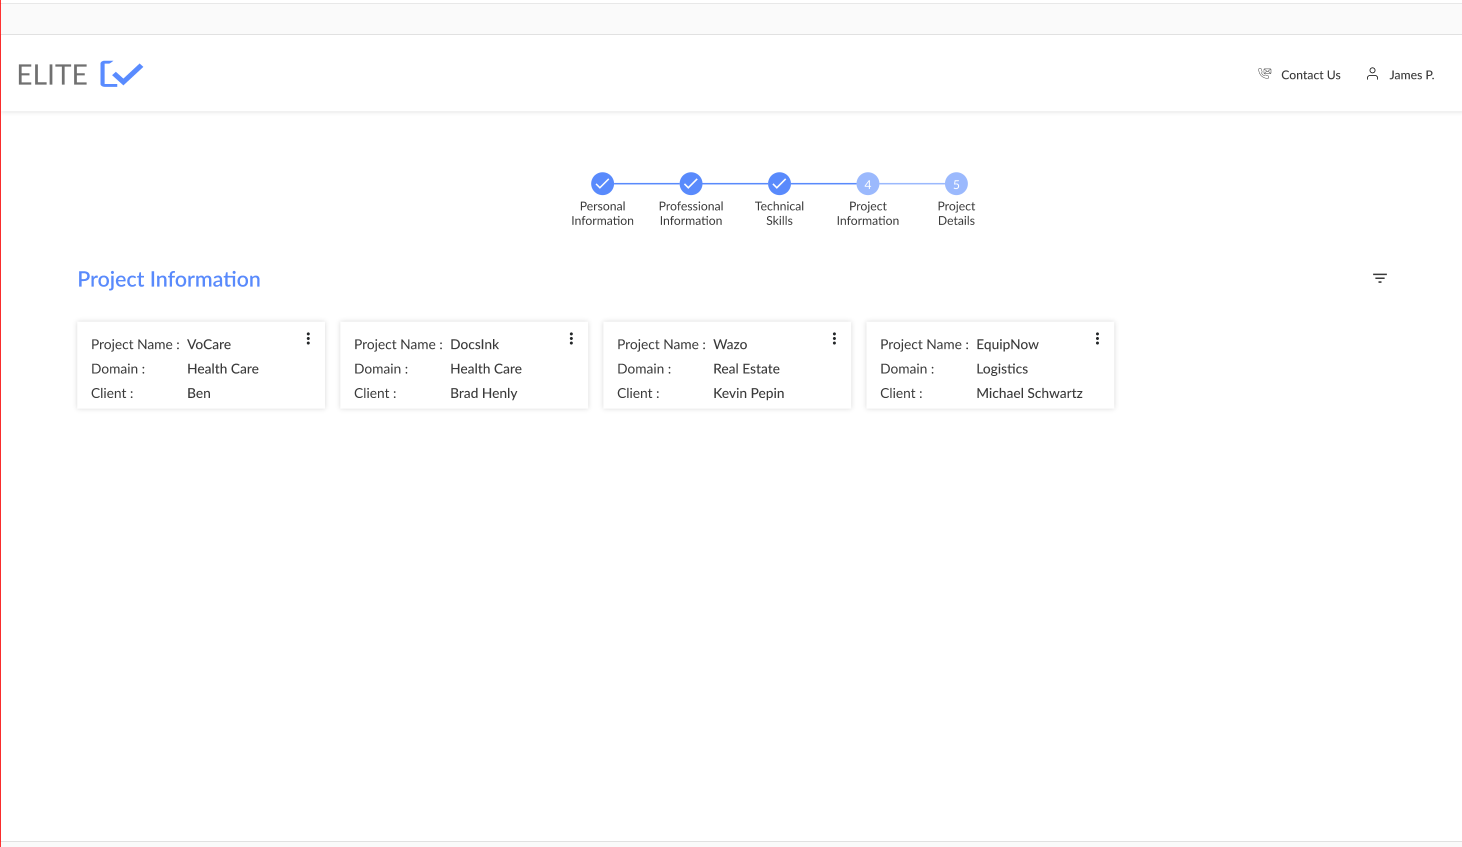 ELITE
Contact Us
James P.
4
5
Personal
Information
Professional
Information
Technical
Skills
Project
Information
Project
Details
Project Information
Project Name : VoCare
Domain : Health Care
Client : Ben
Project Name : DocsInk
Domain : Health Care
Client : Brad Henly
Project Name : Wazo
Domain : Real Estate
Client : Kevin Pepin
Project Name : EquipNow
Domain : Logistics
Client : Michael Schwartz